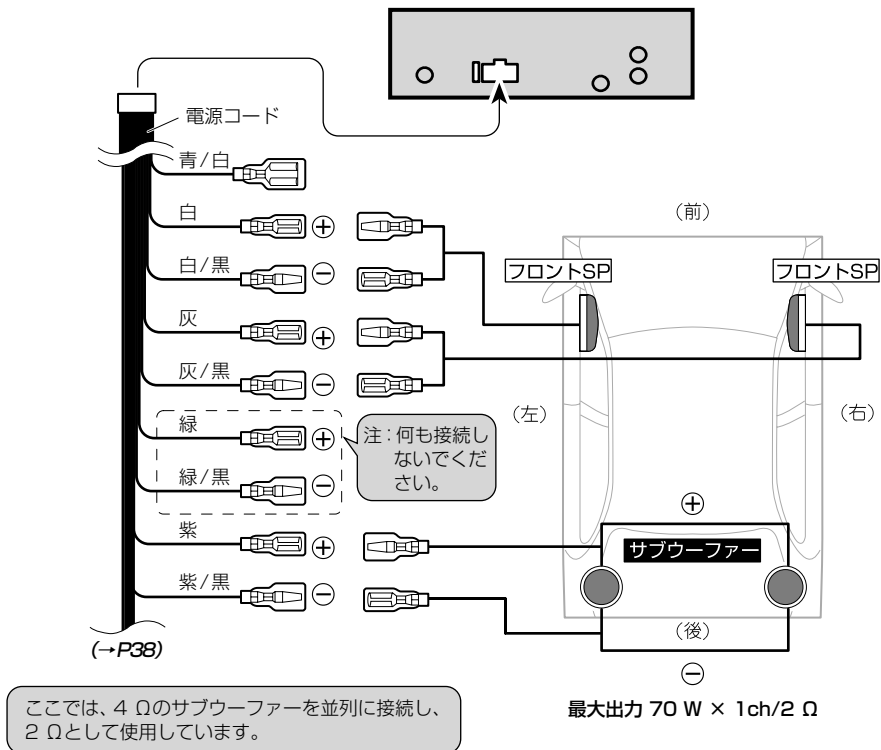 電源コード
青/白
白
⊕
白/黒
⊖
灰
⊕
灰/黒
⊖
緑
⊕
緑/黒
⊖
注：何も接続し
ないでくだ
さい。
紫
⊕
紫/黒
⊖
(→P38)
（前）
フロントSP
フロントSP
（左）
（右）
⊕
サブウーファー
（後）
⊖
最大出力 70 W × 1ch/2 Ω
ここでは、4 Ωのサブウーファーを並列に接続し、
2 Ωとして使用しています。